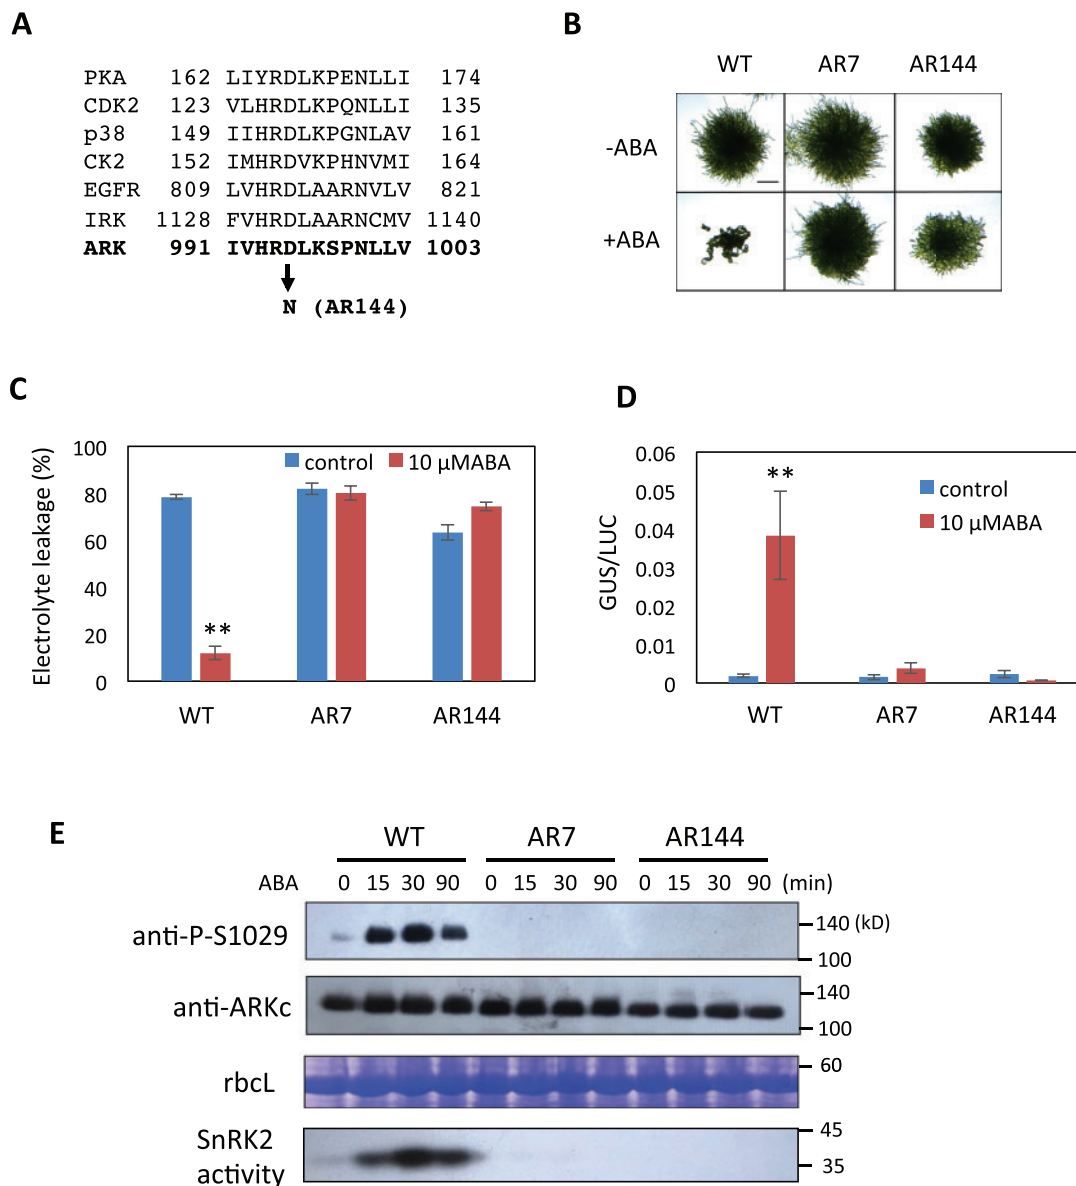 A
PKA 162 LIYRDLKPENLLI 174
CDK2 123 VLHRDLKPQNLLI 135
p38 149 IIHRDLKPGNLAV 161
CK2 152 IMHRDVKPHNVMI 164
EGFR 809 LVHRDLAARNVLV 821
IRK 1128 FVHRDLAARNCMV 1140
ARK 991 IVHRDLKSPNLLV 1003
N (AR144)
B
WT AR7 AR144
-ABA
+ABA
C
Electrolyte leakage (%)
100
80
60
40
20
0
control 10 μMABA
**
WT AR7 AR144
D
GUS/LUC
0.06
0.05
0.04
0.03
0.02
0.01
0
**
control
10 μMABA
WT AR7 AR144
E
WT AR7 AR144
ABA 0 15 30 90 0 15 30 90 0 15 30 90 (min)
anti-P-S1029
140 (kD)
100
anti-ARKc
140
100
rbcL
60
SnRK2
activity
45
35